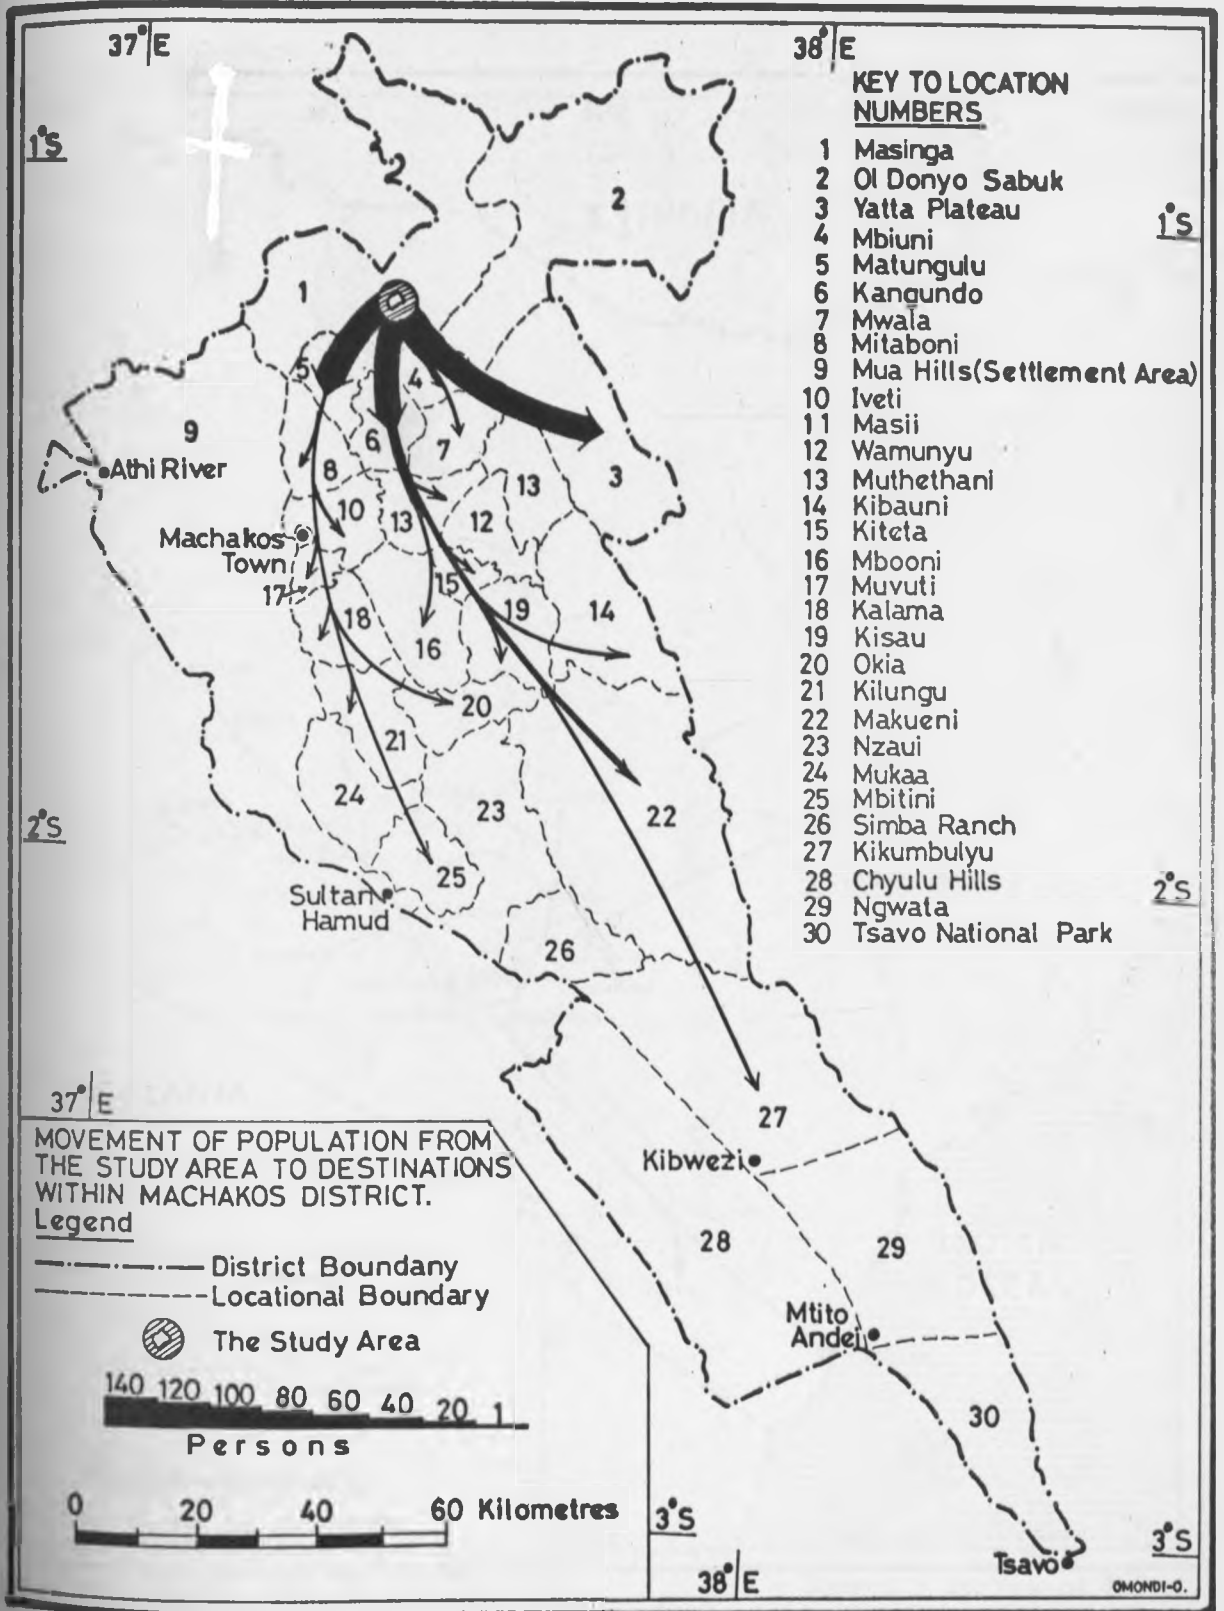 37°E
38°E
KEY TO LOCATION
NUMBERS
1 Masinga
2 Ol Donyo Sabuk
3 Yatta Plateau
4 Mbiuni
5 Matungulu
6 Kangundo
7 Mwala
8 Mitaboni
9 Mua Hills(Settlement Area)
10 Iveti
11 Masii
12 Wamunyu
13 Muthethani
14 Kibauni
15 Kiteta
16 Mbooni
17 Muvuti
18 Kalama
19 Kisau
20 Okia
21 Kilungu
22 Makueni
23 Nzaui
24 Mukaa
25 Mbitini
26 Simba Ranch
27 Kikumbulyu
28 Chyulu Hills
29 Ngwata
30 Tsavo National Park
1°S
1°S
2
2
1
5
4
9
6
7
3
Athi River
8
13
10
13
12
Machakos
Town
17
15
19
14
18
16
20
21
24
23
22
2°S
2°S
25
Sultan
Hamud
26
37°E
27
Kibwezi
28
29
Mtito
Andei
30
Tsavo
3°S
3°S
38°E
MOVEMENT OF POPULATION FROM
THE STUDY AREA TO DESTINATIONS
WITHIN MACHAKOS DISTRICT.
Legend
District Boundany
Locational Boundary
The Study Area
140 120 100 80 60 40 20 1
Persons
0 20 40 60 Kilometres
OMONDI-O.